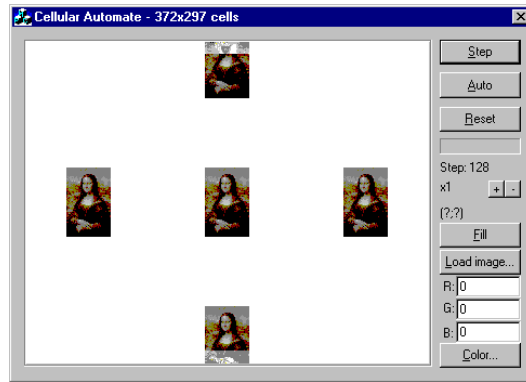 Cellular Automate - 372x297 cells
Step
Auto
Reset
Step: 128
x1
+ -
(?;?)
Fill
Load image...
R: 0
G: 0
B: 0
Color...